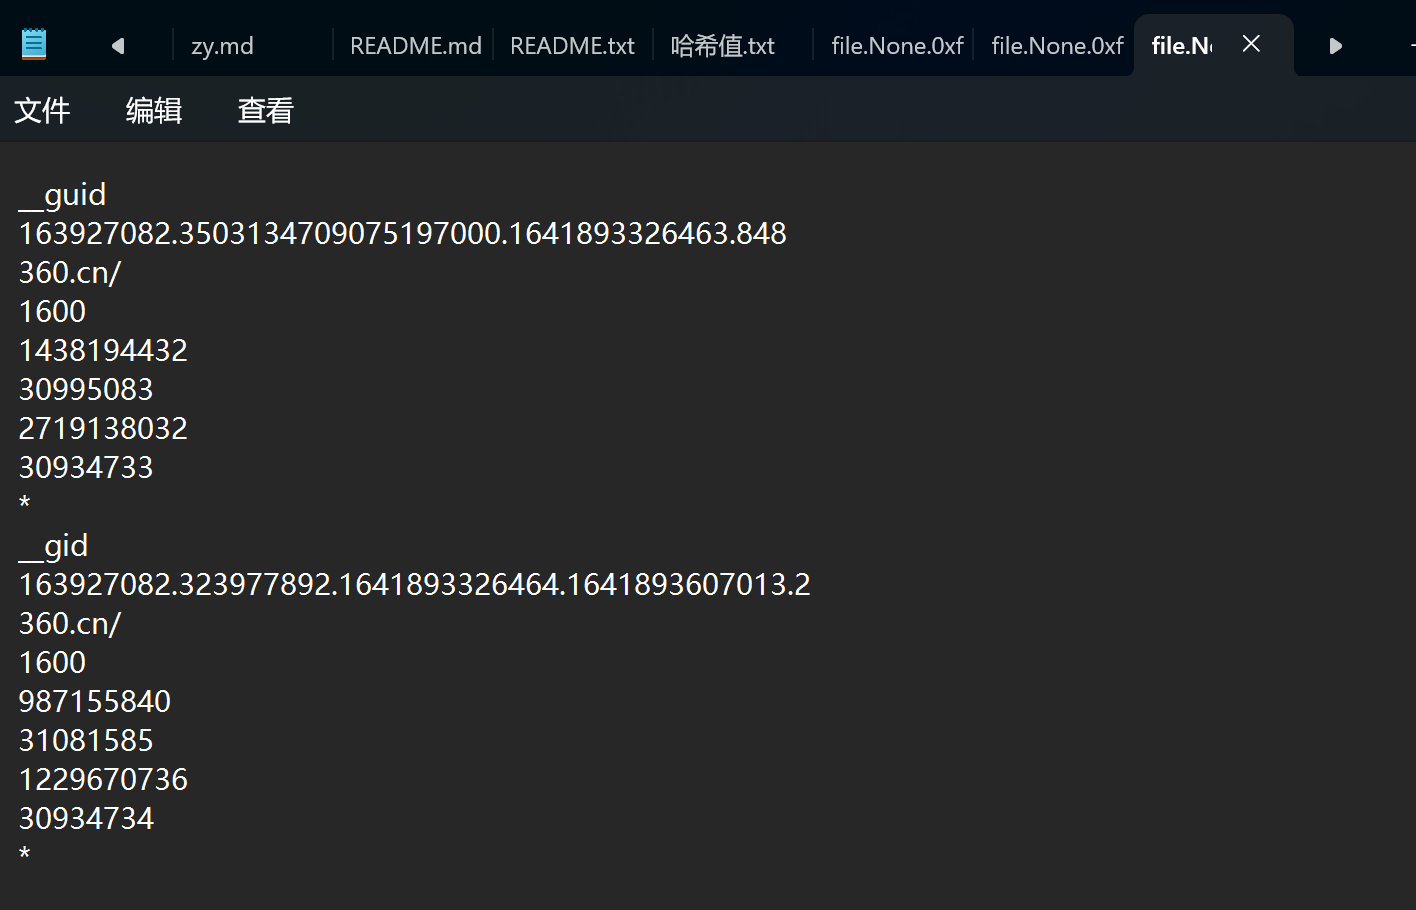 zy.md
README.md
README.txt
哈希值.txt
file.None.0xf
file.None.0xf
file.N
文件
编辑
查看
__guid
163927082.3503134709075197000.1641893326463.848
360.cn/
1600
1438194432
30995083
2719138032
30934733
*
__gid
163927082.323977892.1641893326464.1641893607013.2
360.cn/
1600
987155840
31081585
1229670736
30934734
*